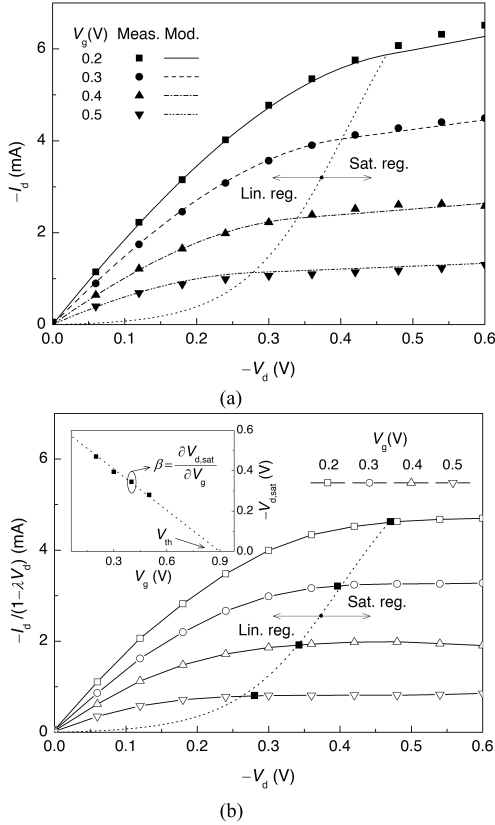 V_g(V) Meas. Mod.
0.2
0.3
0.4
0.5
6
4
2
0
−I_d (mA)
Sat. reg.
Lin. reg.
0.0 0.1 0.2 0.3 0.4 0.5 0.6
−V_d (V)
(a)
6
4
2
0
−I_d/(1−λV_d) (mA)
0.6
0.4
0.2
0.0
−V_d,sat (V)
β = ∂V_d,sat / ∂V_g
V_th
0.3 0.6 0.9
V_g (V)
V_g(V)
0.2 0.3 0.4 0.5
Sat. reg.
Lin. reg.
0.0 0.1 0.2 0.3 0.4 0.5 0.6
−V_d (V)
(b)